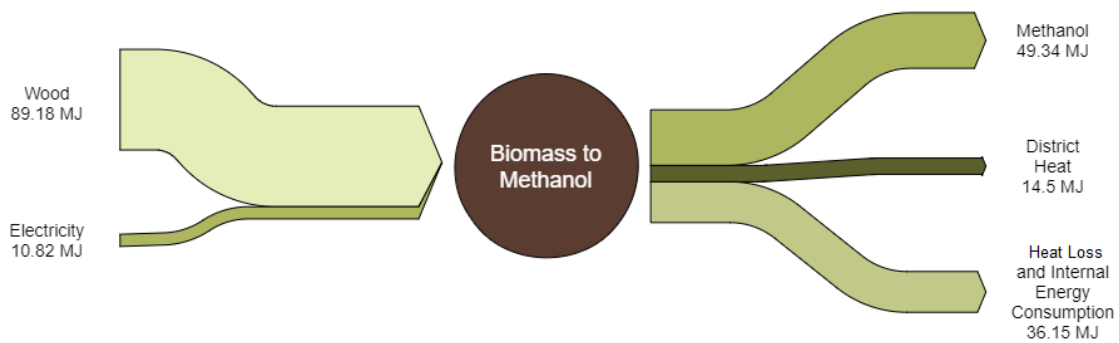 Wood
89.18 MJ
Electricity
10.82 MJ
Biomass to
Methanol
Methanol
49.34 MJ
District
Heat
14.5 MJ
Heat Loss
and Internal
Energy
Consumption
36.15 MJ